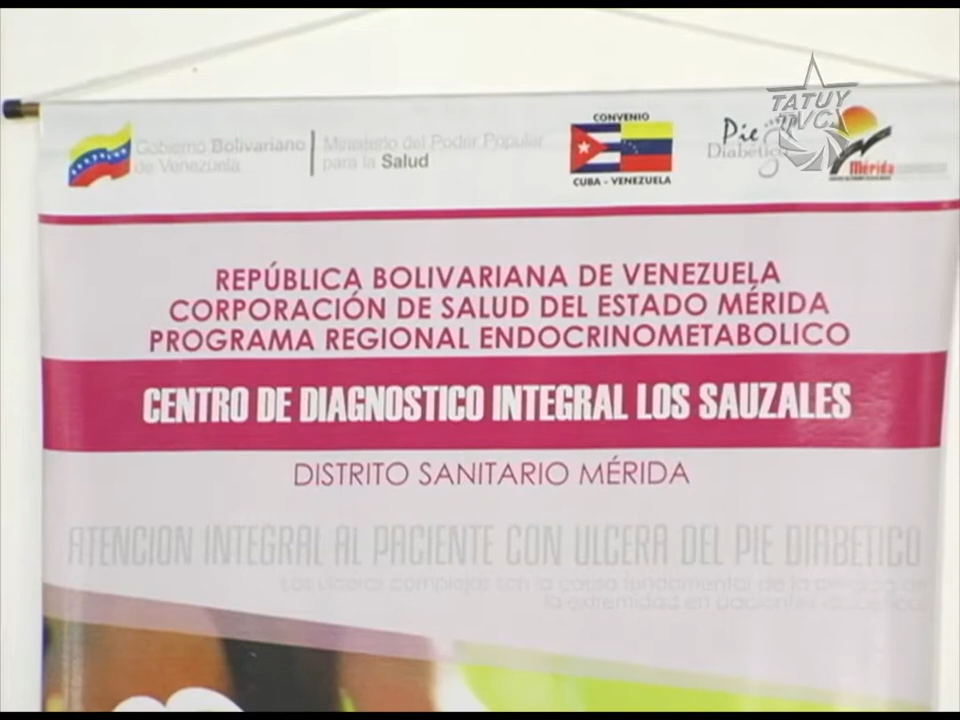 CONVENIO
TATUY
TVC
Gobierno Bolivariano
de Venezuela
Ministerio del Poder Popular
para la Salud
Pie
Diabético
CUBA - VENEZUELA
Mérida
REPÚBLICA BOLIVARIANA DE VENEZUELA
CORPORACIÓN DE SALUD DEL ESTADO MÉRIDA
PROGRAMA REGIONAL ENDOCRINOMETABOLICO
CENTRO DE DIAGNOSTICO INTEGRAL LOS SAUZALES
DISTRITO SANITARIO MÉRIDA
ATENCION INTEGRAL AL PACIENTE CON ULCERA DEL PIE DIABETICO
Las ulceras complejas son la causa fundamental de la perdida de
la extremidad en pacientes